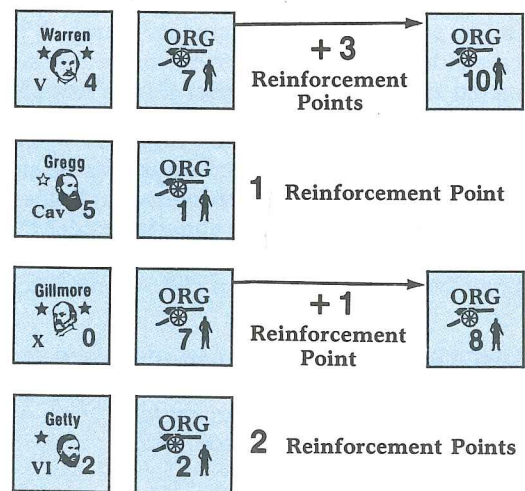 Warren
V 4
ORG
7
+ 3
Reinforcement
Points
ORG
10
Gregg
Cav 5
ORG
1
1 Reinforcement Point
Gillmore
X 0
ORG
7
+ 1
Reinforcement
Point
ORG
8
Getty
VI 2
ORG
2
2 Reinforcement Points